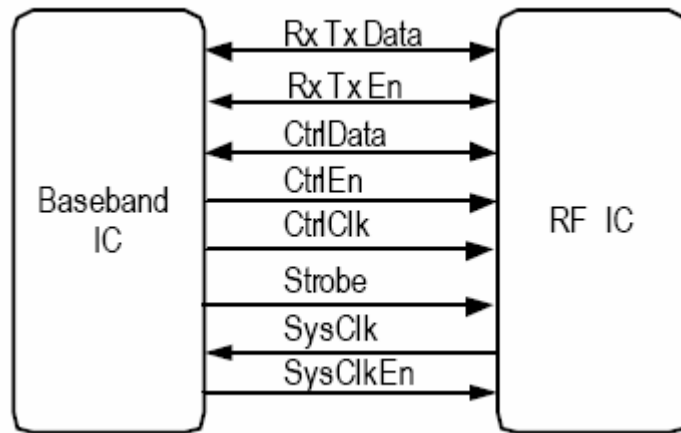 RxTxData
RxTxEn
CtrlData
CtrlEn
CtrlClk
Strobe
SysClk
SysClkEn
Baseband
IC
RF IC